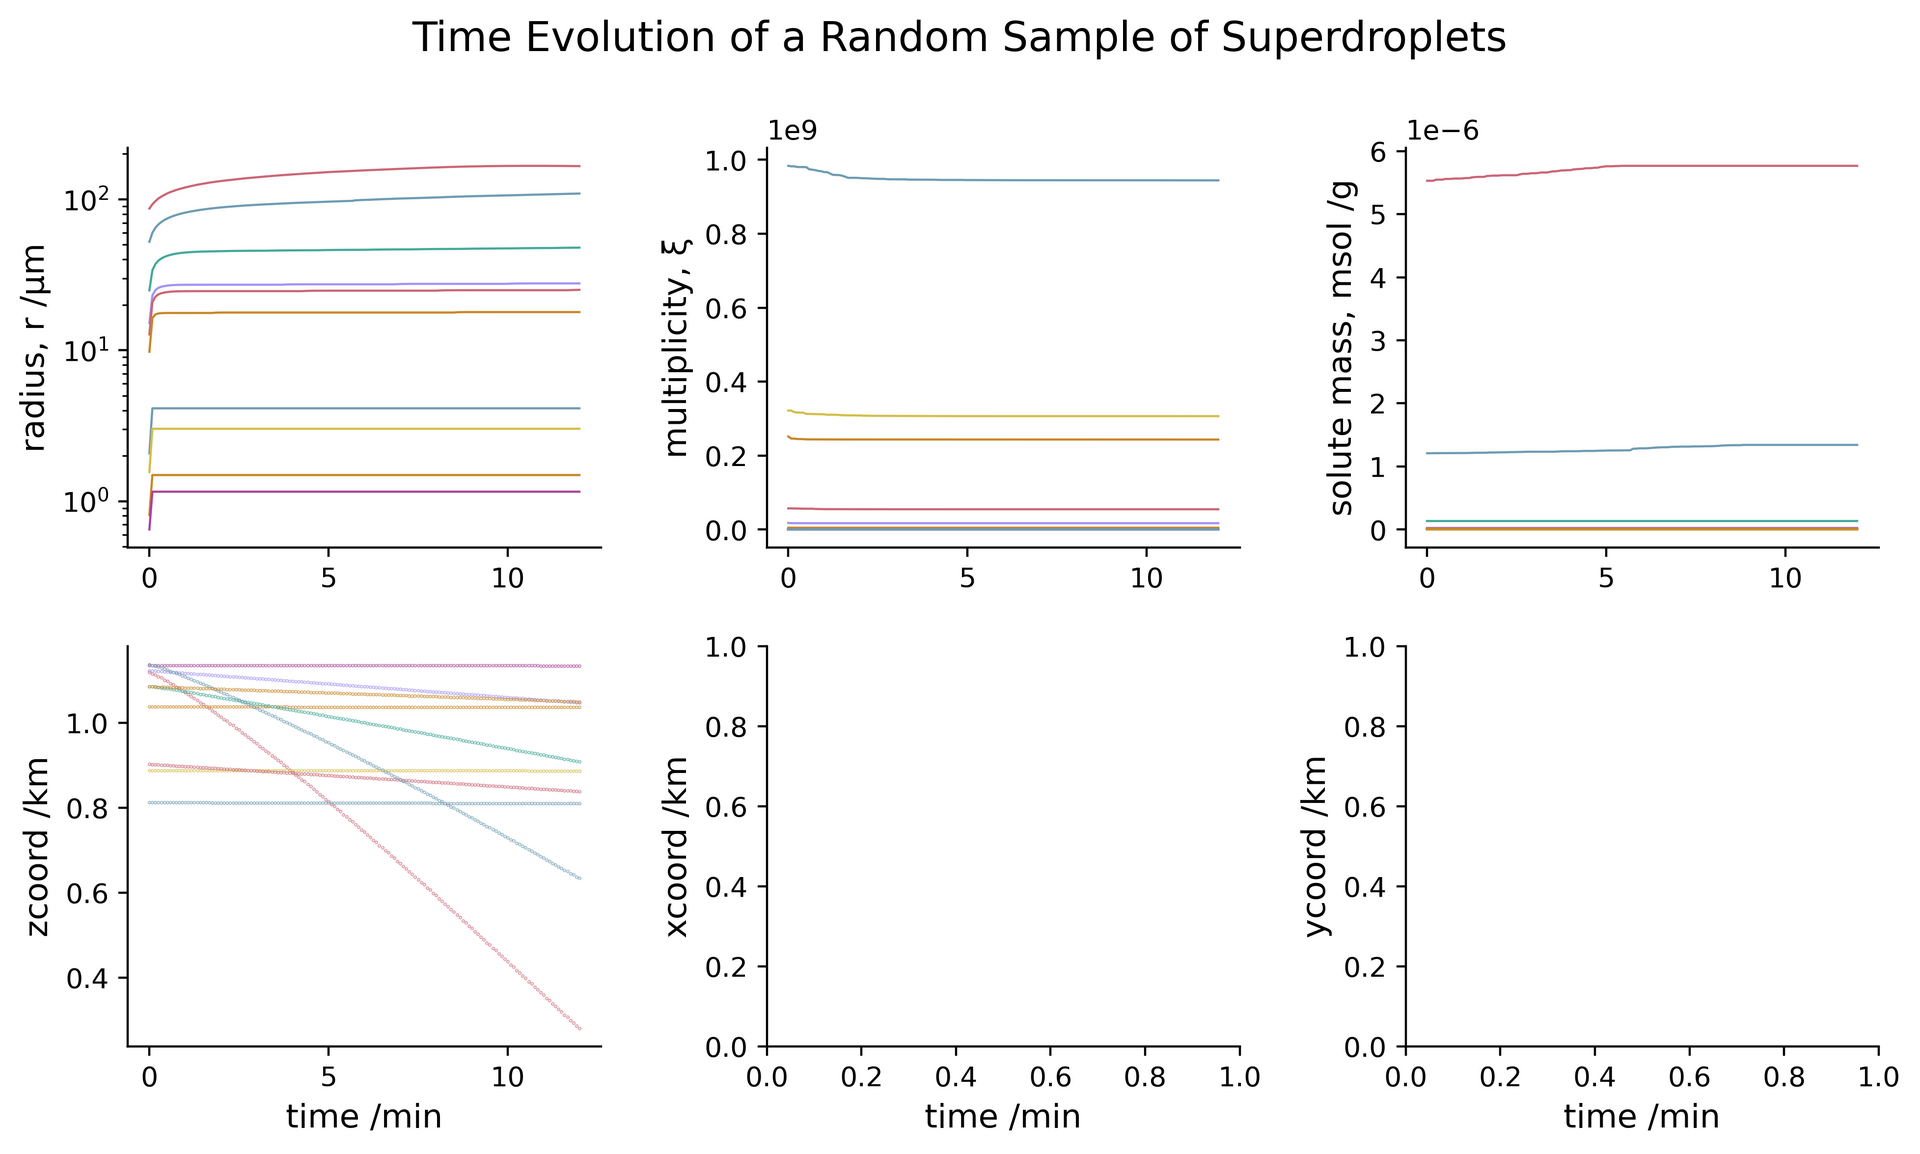 Time Evolution of a Random Sample of Superdroplets
radius, r /µm
10²
10¹
10⁰
0 5 10
1e9
multiplicity, ξ
1.0
0.8
0.6
0.4
0.2
0.0
0 5 10
1e−6
solute mass, msol /g
6
5
4
3
2
1
0
0 5 10
zcoord /km
1.0
0.8
0.6
0.4
0 5 10
time /min
xcoord /km
1.0
0.8
0.6
0.4
0.2
0.0
0.0 0.2 0.4 0.6 0.8 1.0
time /min
ycoord /km
1.0
0.8
0.6
0.4
0.2
0.0
0.0 0.2 0.4 0.6 0.8 1.0
time /min